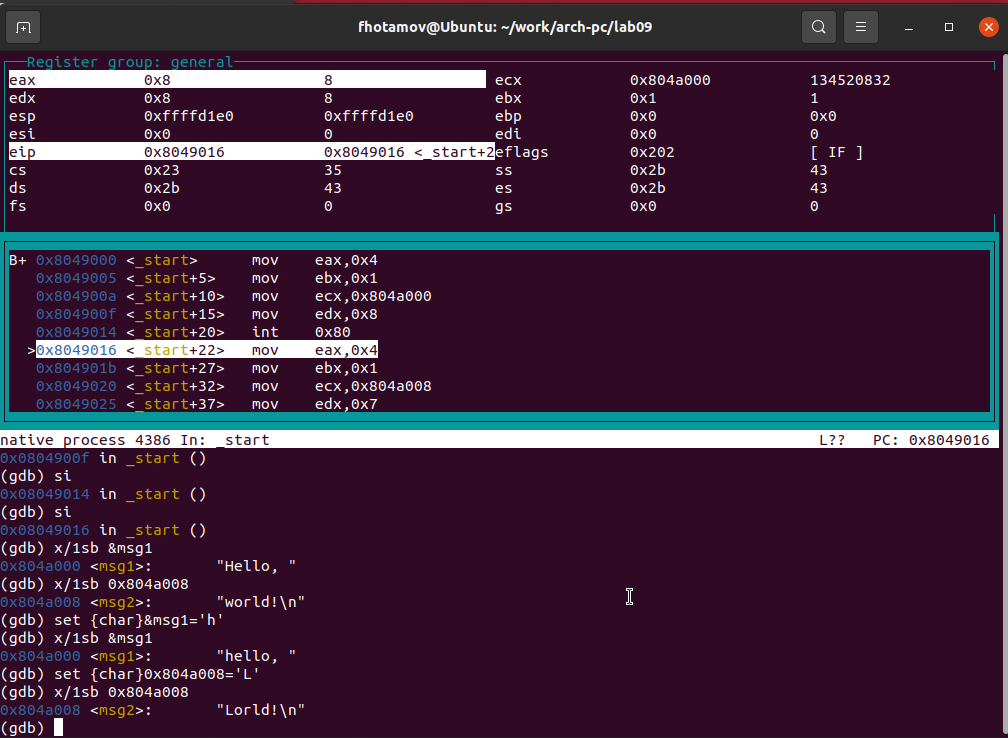 fhotamov@Ubuntu: ~/work/arch-pc/lab09
Register group: general
eax 0x8 8 ecx 0x804a000 134520832
edx 0x8 8 ebx 0x1 1
esp 0xffffd1e0 0xffffd1e0 ebp 0x0 0x0
esi 0x0 0 edi 0x0 0
eip 0x8049016 0x8049016 <_start+2eflags 0x202 [ IF ]
cs 0x23 35 ss 0x2b 43
ds 0x2b 43 es 0x2b 43
fs 0x0 0 gs 0x0 0
B+ 0x8049000 <_start> mov eax,0x4
0x8049005 <_start+5> mov ebx,0x1
0x804900a <_start+10> mov ecx,0x804a000
0x804900f <_start+15> mov edx,0x8
0x8049014 <_start+20> int 0x80
>0x8049016 <_start+22> mov eax,0x4
0x804901b <_start+27> mov ebx,0x1
0x8049020 <_start+32> mov ecx,0x804a008
0x8049025 <_start+37> mov edx,0x7
native process 4386 In: _start L?? PC: 0x8049016
0x0804900f in _start ()
(gdb) si
0x08049014 in _start ()
(gdb) si
0x08049016 in _start ()
(gdb) x/1sb &msg1
0x804a000 <msg1>: "Hello, "
(gdb) x/1sb 0x804a008
0x804a008 <msg2>: "world!\n"
(gdb) set {char}&msg1='h'
(gdb) x/1sb &msg1
0x804a000 <msg1>: "hello, "
(gdb) set {char}0x804a008='L'
(gdb) x/1sb 0x804a008
0x804a008 <msg2>: "Lorld!\n"
(gdb)